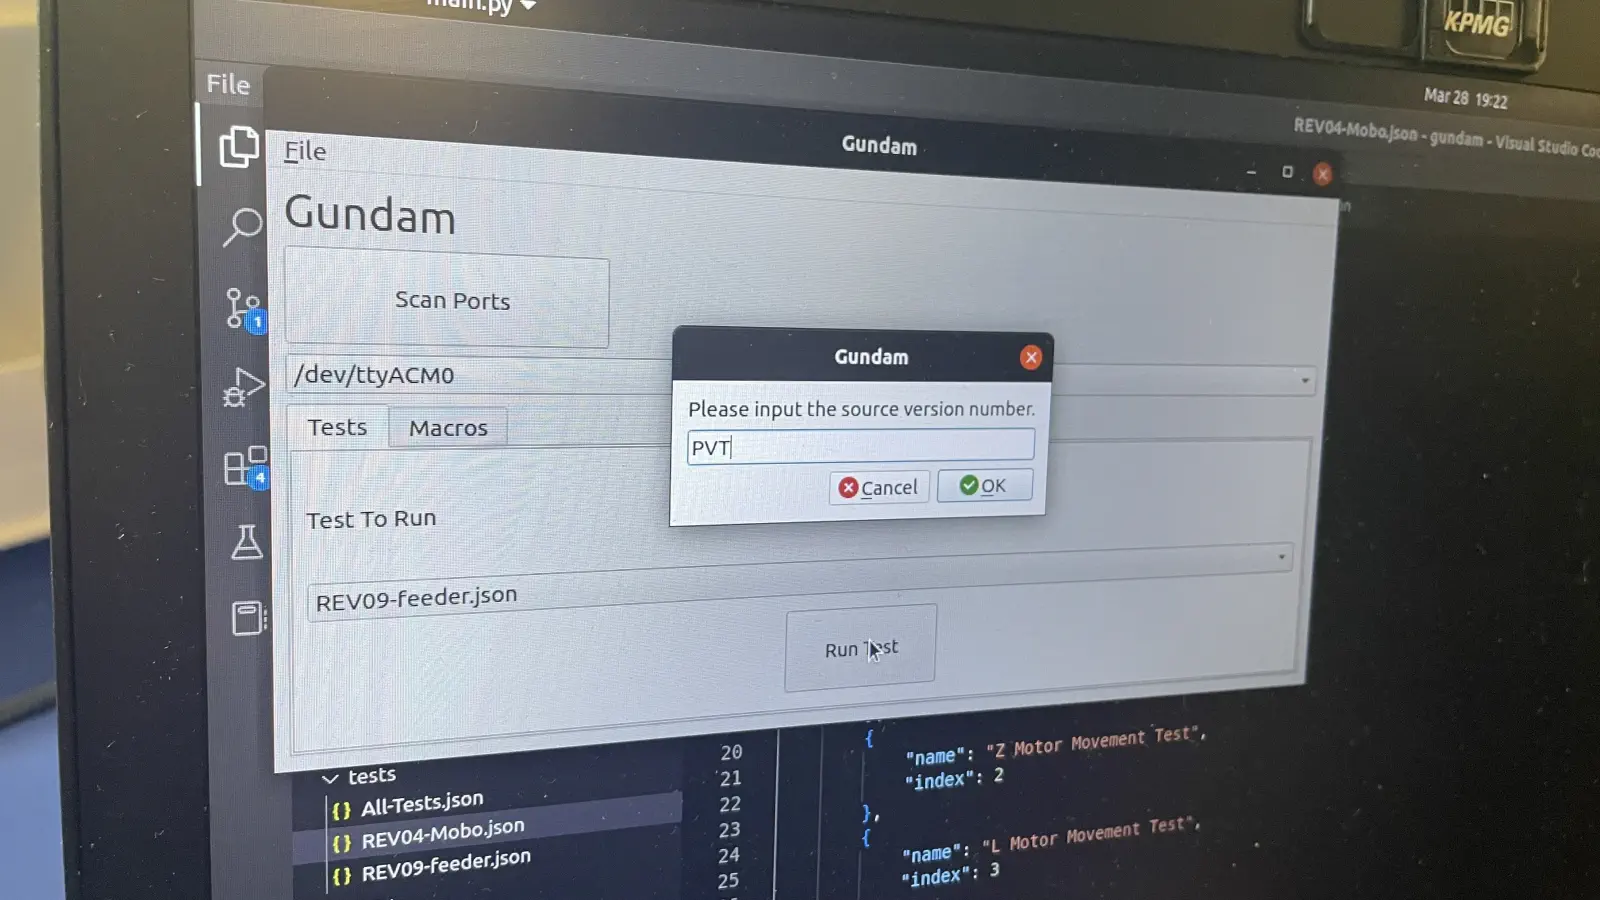 main.py
KPMG
File
Mar 28 19:22
REV04-Mobo.json - gundam - Visual Studio Co
Gundam
File
Gundam
Scan Ports
/dev/ttyACM0
Tests
Macros
Gundam
Please input the source version number.
PVT
Cancel
OK
Test To Run
REV09-feeder.json
Run Test
1
4
tests
All-Tests.json
REV04-Mobo.json
REV09-feeder.json
20
21
22
23
24
25
{
"name": "Z Motor Movement Test",
"index": 2
},
{
"name": "L Motor Movement Test",
"index": 3